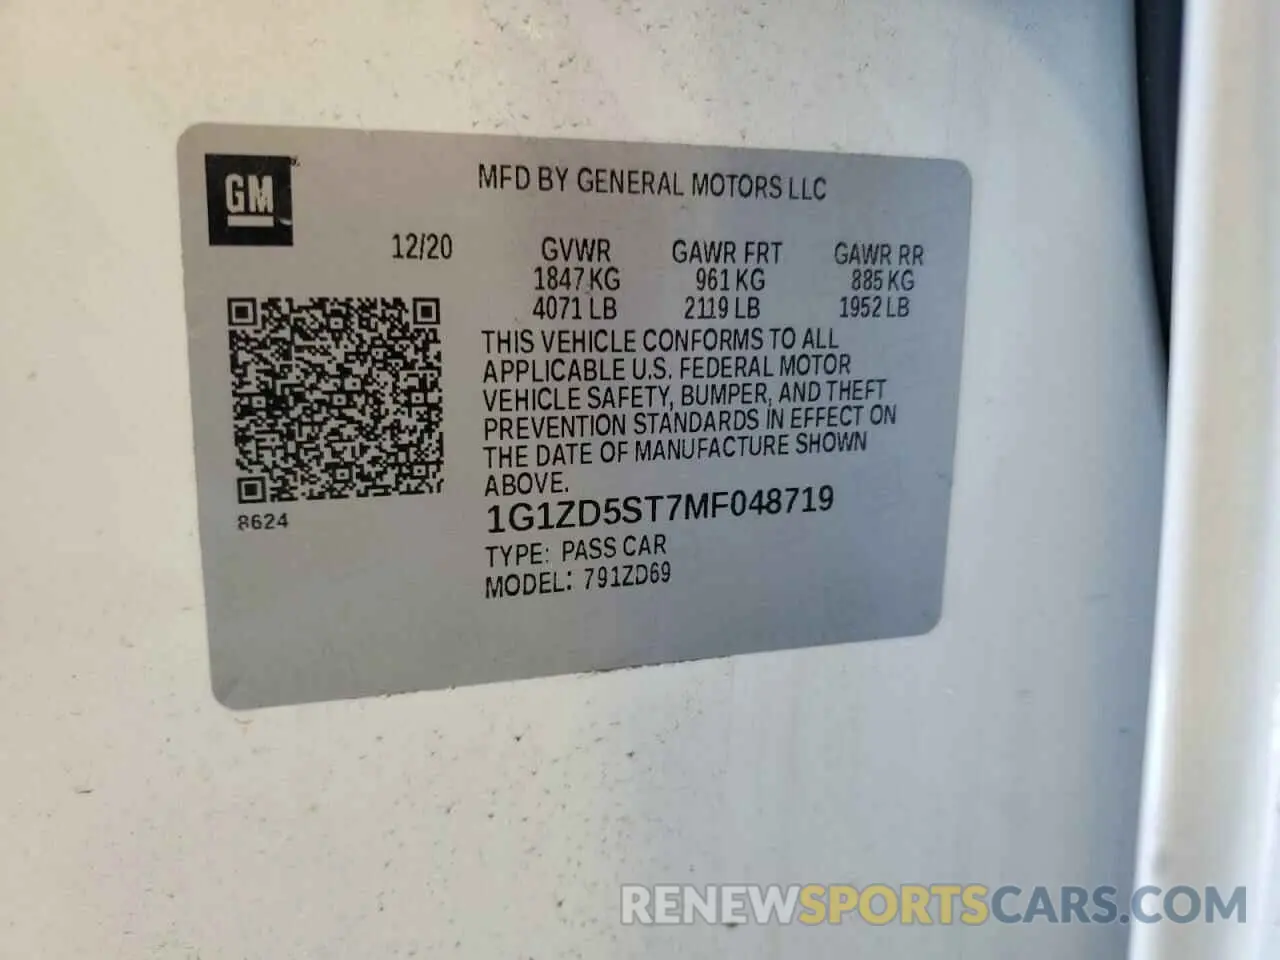 GM
MFD BY GENERAL MOTORS LLC
12/20 GVWR GAWR FRT GAWR RR
1847 KG 961 KG 885 KG
4071 LB 2119 LB 1952 LB
THIS VEHICLE CONFORMS TO ALL
APPLICABLE U.S. FEDERAL MOTOR
VEHICLE SAFETY, BUMPER, AND THEFT
PREVENTION STANDARDS IN EFFECT ON
THE DATE OF MANUFACTURE SHOWN
ABOVE.
8624
1G1ZD5ST7MF048719
TYPE: PASS CAR
MODEL: 791ZD69
RENEWSPORTSCARS.COM